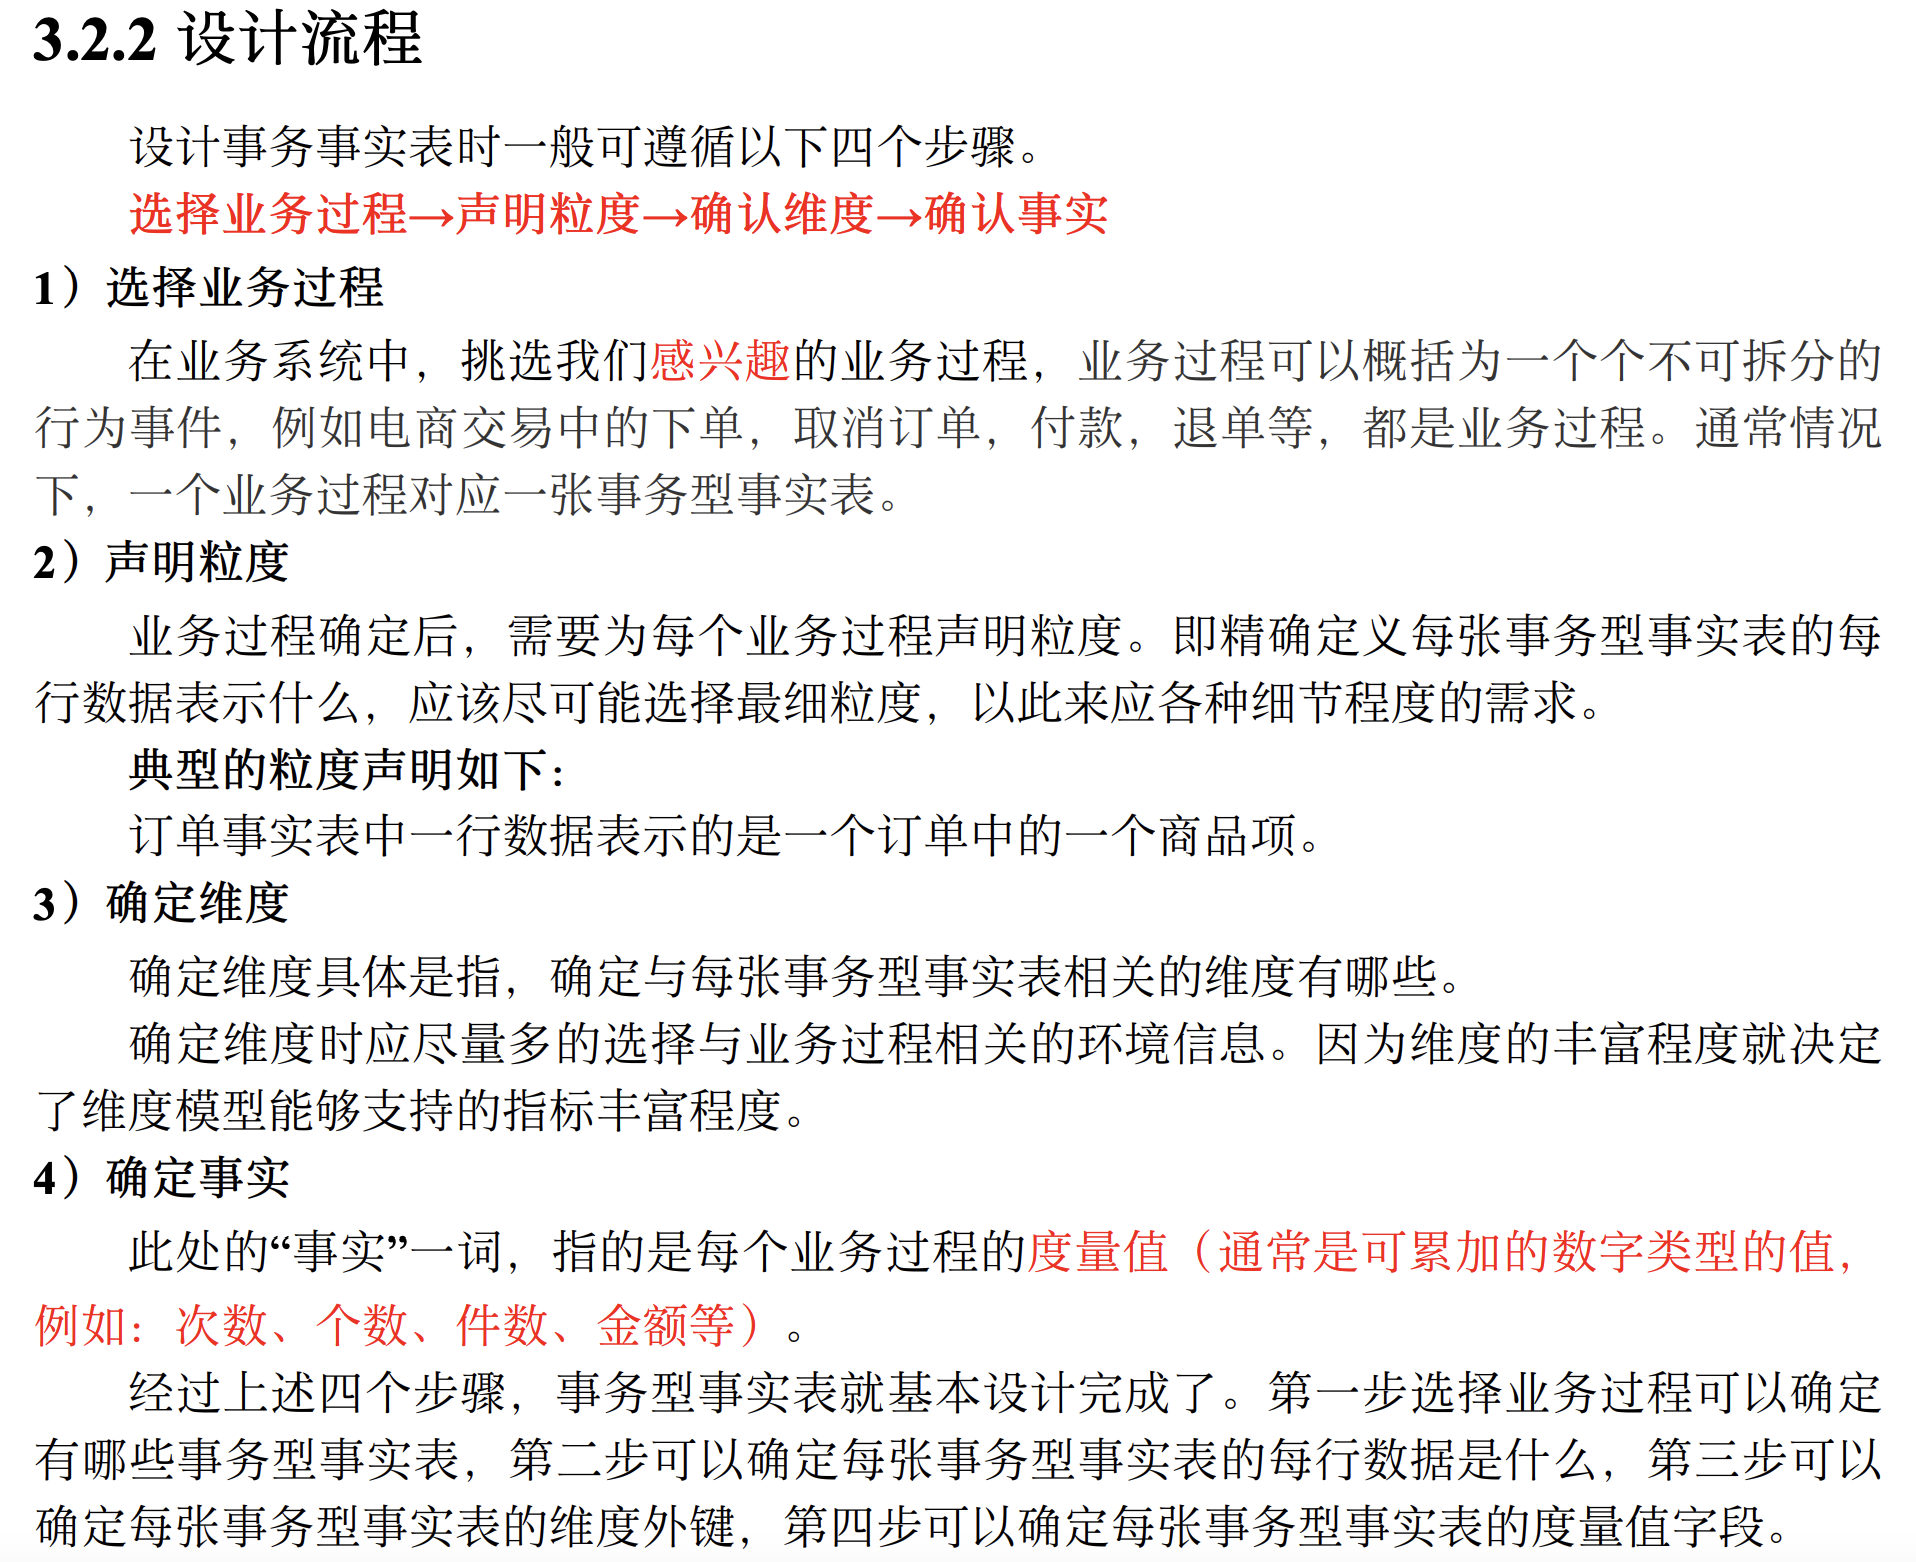 3.2.2 设计流程
设计事务事实表时一般可遵循以下四个步骤。
选择业务过程→声明粒度→确认维度→确认事实
1）选择业务过程
在业务系统中，挑选我们感兴趣的业务过程，业务过程可以概括为一个个不可拆分的
行为事件，例如电商交易中的下单，取消订单，付款，退单等，都是业务过程。通常情况
下，一个业务过程对应一张事务型事实表。
2）声明粒度
业务过程确定后，需要为每个业务过程声明粒度。即精确定义每张事务型事实表的每
行数据表示什么，应该尽可能选择最细粒度，以此来应各种细节程度的需求。
典型的粒度声明如下：
订单事实表中一行数据表示的是一个订单中的一个商品项。
3）确定维度
确定维度具体是指，确定与每张事务型事实表相关的维度有哪些。
确定维度时应尽量多的选择与业务过程相关的环境信息。因为维度的丰富程度就决定
了维度模型能够支持的指标丰富程度。
4）确定事实
此处的“事实”一词，指的是每个业务过程的度量值（通常是可累加的数字类型的值，
例如：次数、个数、件数、金额等）。
经过上述四个步骤，事务型事实表就基本设计完成了。第一步选择业务过程可以确定
有哪些事务型事实表，第二步可以确定每张事务型事实表的每行数据是什么，第三步可以
确定每张事务型事实表的维度外键，第四步可以确定每张事务型事实表的度量值字段。